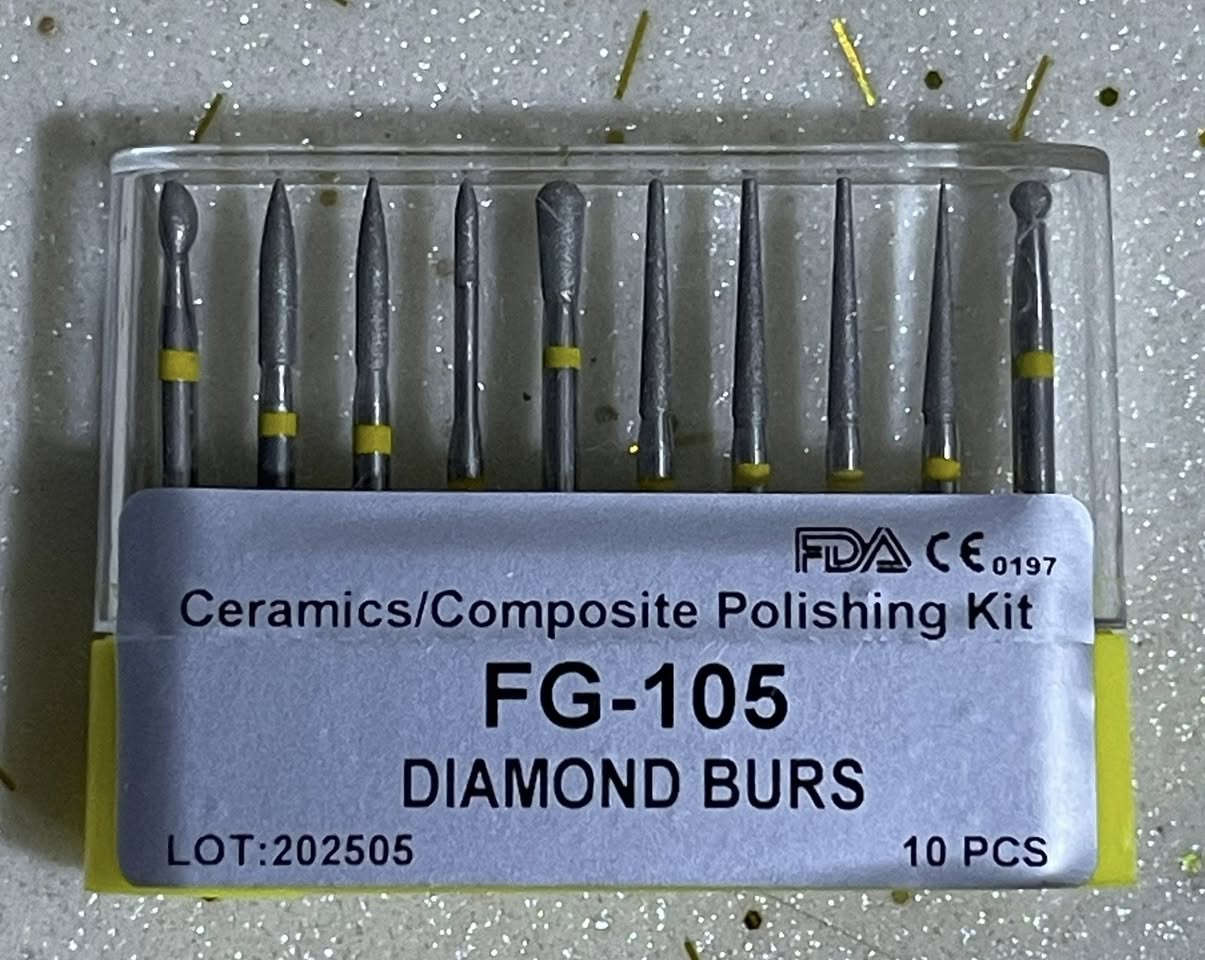 FDA CE 0197
Ceramics/Composite Polishing Kit
FG-105
DIAMOND BURS
LOT:202505 10 PCS